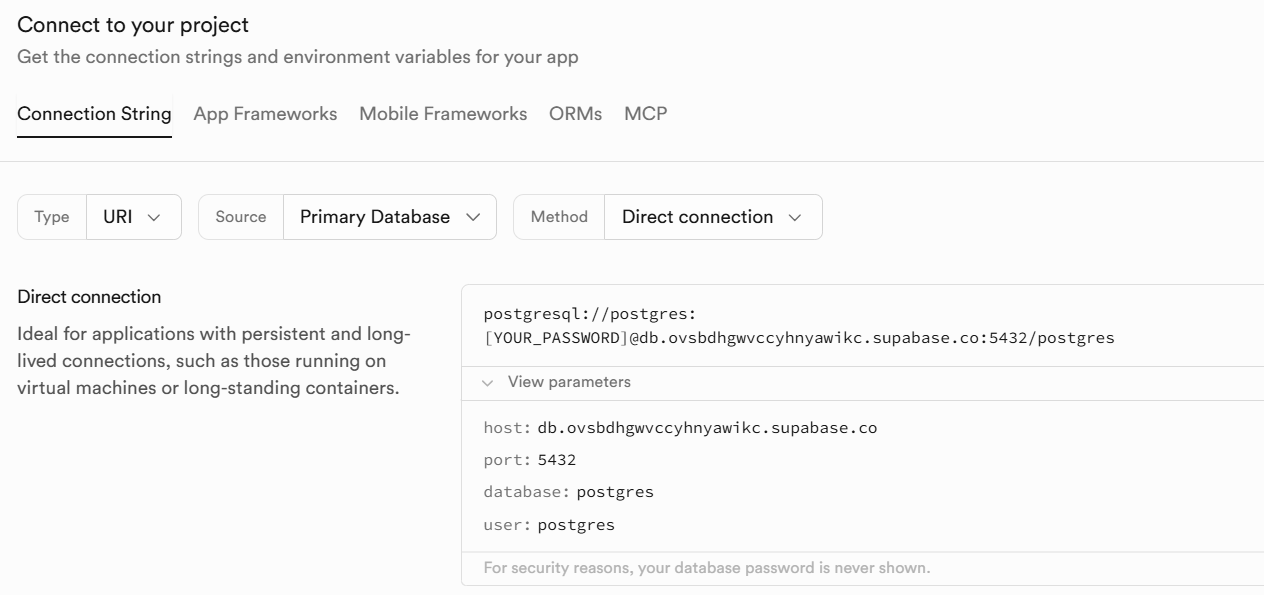 Connect to your project
Get the connection strings and environment variables for your app
Connection String App Frameworks Mobile Frameworks ORMs MCP
Type URI Source Primary Database Method Direct connection
Direct connection
Ideal for applications with persistent and long-
lived connections, such as those running on
virtual machines or long-standing containers.
postgresql://postgres:
[YOUR_PASSWORD]@db.ovsbdhgwvccyhnyawikc.supabase.co:5432/postgres
View parameters
host: db.ovsbdhgwvccyhnyawikc.supabase.co
port: 5432
database: postgres
user: postgres
For security reasons, your database password is never shown.